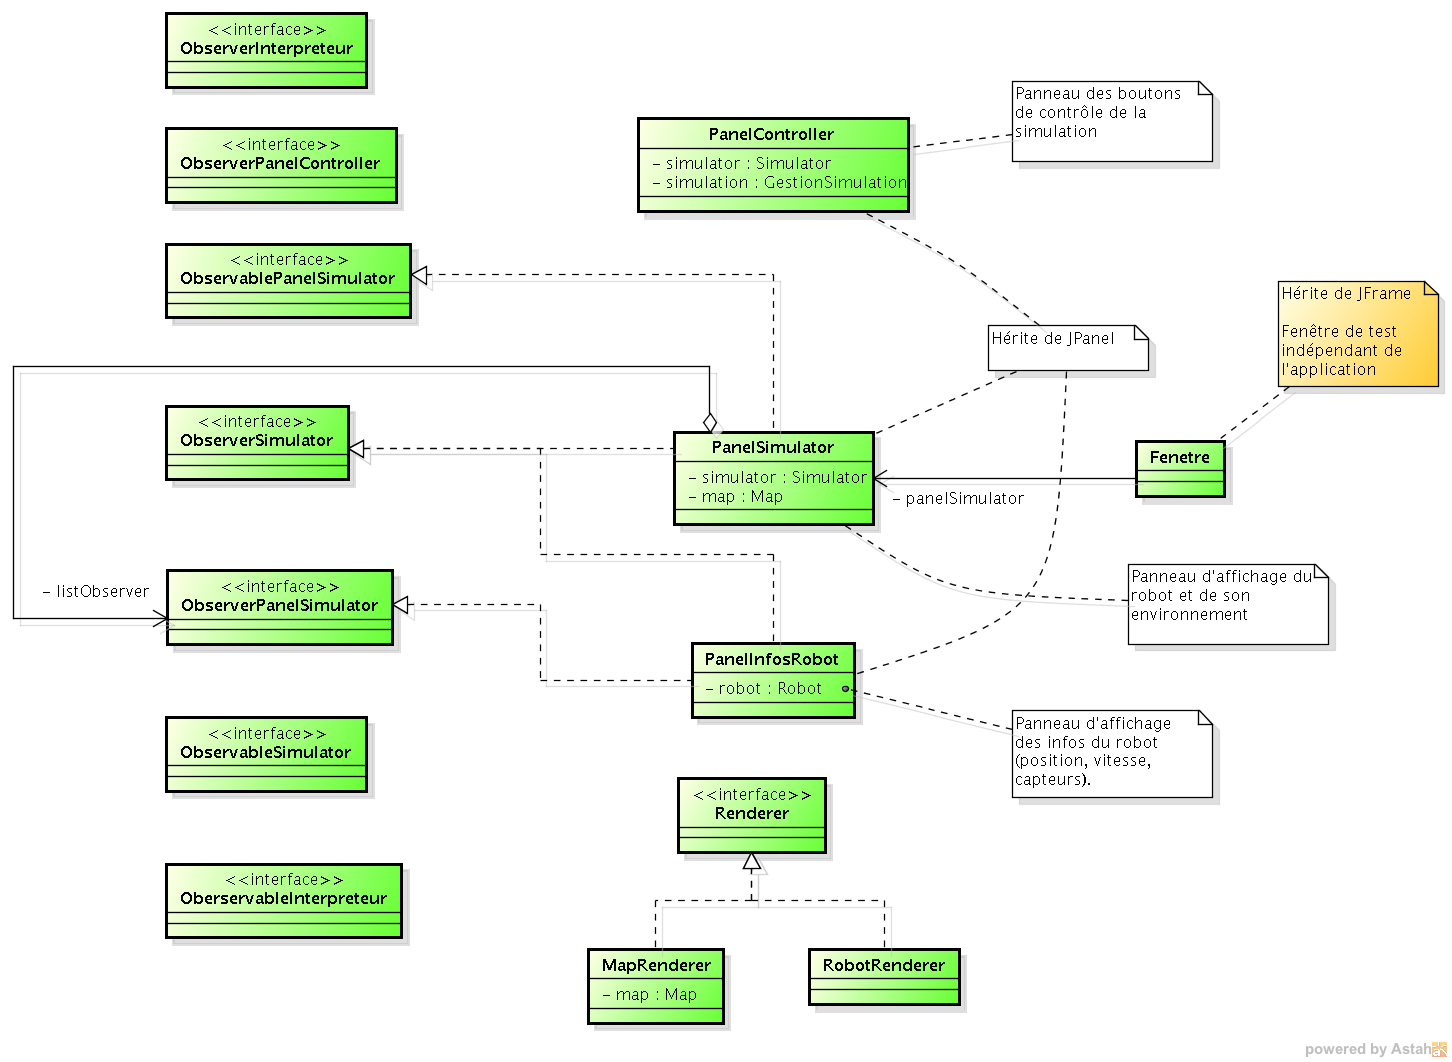 <<interface>>
ObserverInterpreteur
<<interface>>
ObserverPanelController
<<interface>>
ObservablePanelSimulator
<<interface>>
ObserverSimulator
- listObserver
<<interface>>
ObserverPanelSimulator
<<interface>>
ObservableSimulator
<<interface>>
OberservableInterpreteur
PanelController
- simulator : Simulator
- simulation : GestionSimulation
Panneau des boutons
de contrôle de la
simulation
Hérite de JPanel
Hérite de JFrame
Fenêtre de test
indépendant de
l'application
PanelSimulator
- simulator : Simulator
- map : Map
- panelSimulator
Fenetre
Panneau d'affichage du
robot et de son
environnement
PanelInfosRobot
- robot : Robot
Panneau d'affichage
des infos du robot
(position, vitesse,
capteurs).
<<interface>>
Renderer
MapRenderer
- map : Map
RobotRenderer
powered by Astah